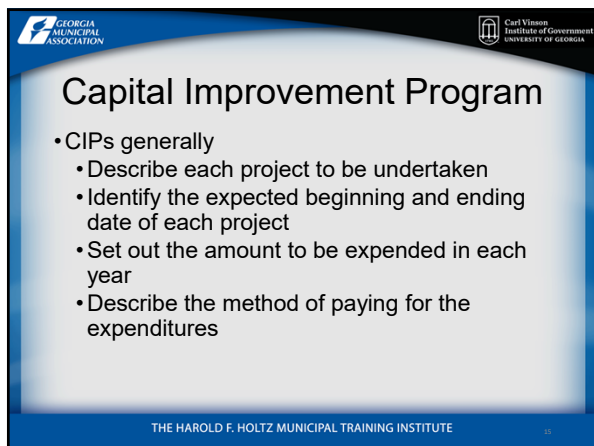 GEORGIA
MUNICIPAL
ASSOCIATION
Carl Vinson
Institute of Government
UNIVERSITY OF GEORGIA
Capital Improvement Program
•CIPs generally
•Describe each project to be undertaken
•Identify the expected beginning and ending
date of each project
•Set out the amount to be expended in each
year
•Describe the method of paying for the
expenditures
THE HAROLD F. HOLTZ MUNICIPAL TRAINING INSTITUTE
15